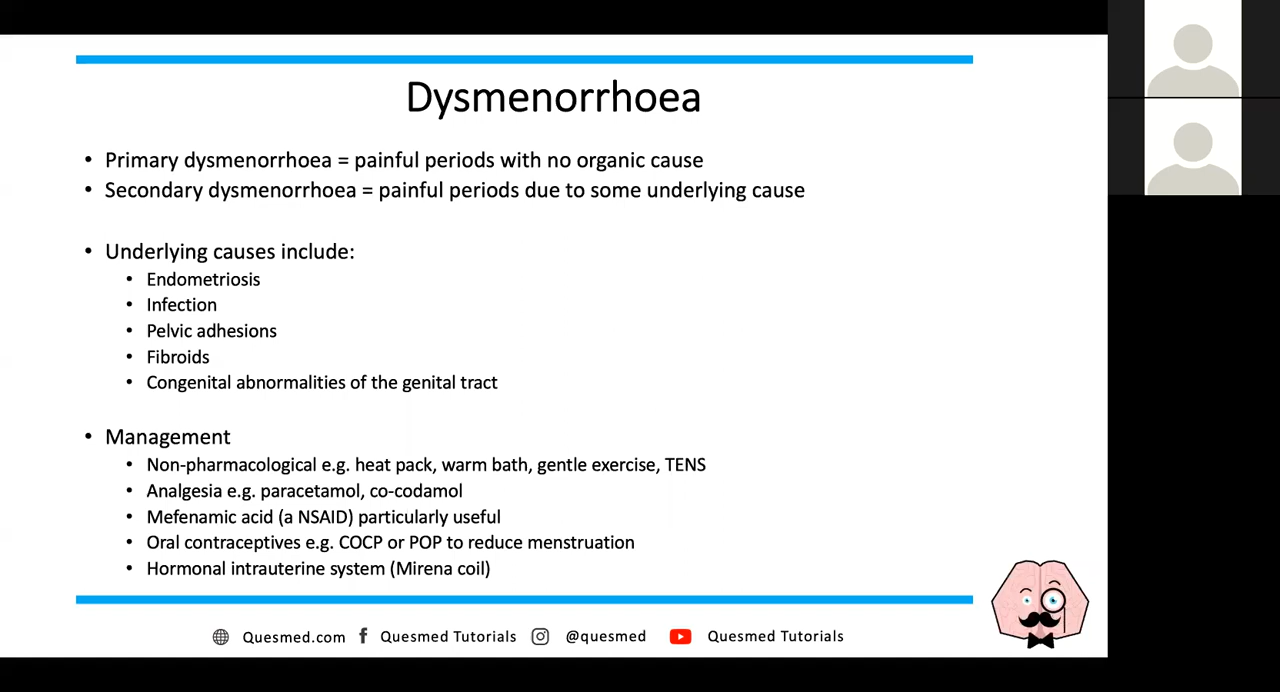 Dysmenorrhoea
• Primary dysmenorrhoea = painful periods with no organic cause
• Secondary dysmenorrhoea = painful periods due to some underlying cause
• Underlying causes include:
• Endometriosis
• Infection
• Pelvic adhesions
• Fibroids
• Congenital abnormalities of the genital tract
• Management
• Non-pharmacological e.g. heat pack, warm bath, gentle exercise, TENS
• Analgesia e.g. paracetamol, co-codamol
• Mefenamic acid (a NSAID) particularly useful
• Oral contraceptives e.g. COCP or POP to reduce menstruation
• Hormonal intrauterine system (Mirena coil)
Quesmed.com Quesmed Tutorials @quesmed Quesmed Tutorials